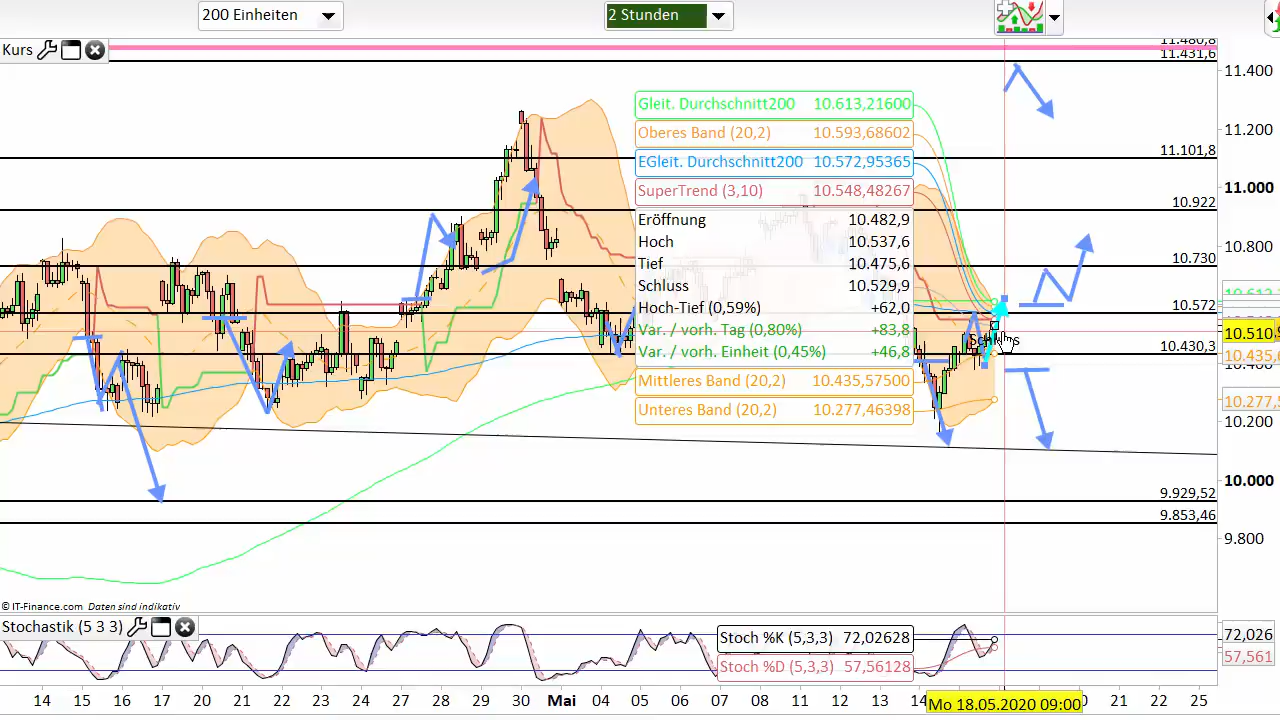 200 Einheiten
2 Stunden
Kurs
11.480,8
11.431,6
11.400
11.200
11.101,8
11.000
10.922
10.800
10.730
10.572
10.430,3
10.200
10.000
9.929,52
9.853,46
9.800
Gleit. Durchschnitt200 10.613,21600
Oberes Band (20,2) 10.593,68602
EGleit. Durchschnitt200 10.572,95365
SuperTrend (3,10) 10.548,48267
Eröffnung 10.482,9
Hoch 10.537,6
Tief 10.475,6
Schluss 10.529,9
Hoch-Tief (0,59%) +62,0
Var. / vorh. Tag (0,80%) +83,8
Var. / vorh. Einheit (0,45%) +46,8
Mittleres Band (20,2) 10.435,57500
Unteres Band (20,2) 10.277,46398
© IT-Finance.com Daten sind indikativ
Stochastik (5 3 3)
Stoch %K (5,3,3) 72,02628
Stoch %D (5,3,3) 57,56128
72,026
57,561
14 15 16 17 20 21 22 23 24 27 28 29 30 Mai 04 05 06 07 08 11 12 13 14 Mo 18.05.2020 09:00 21 22 25